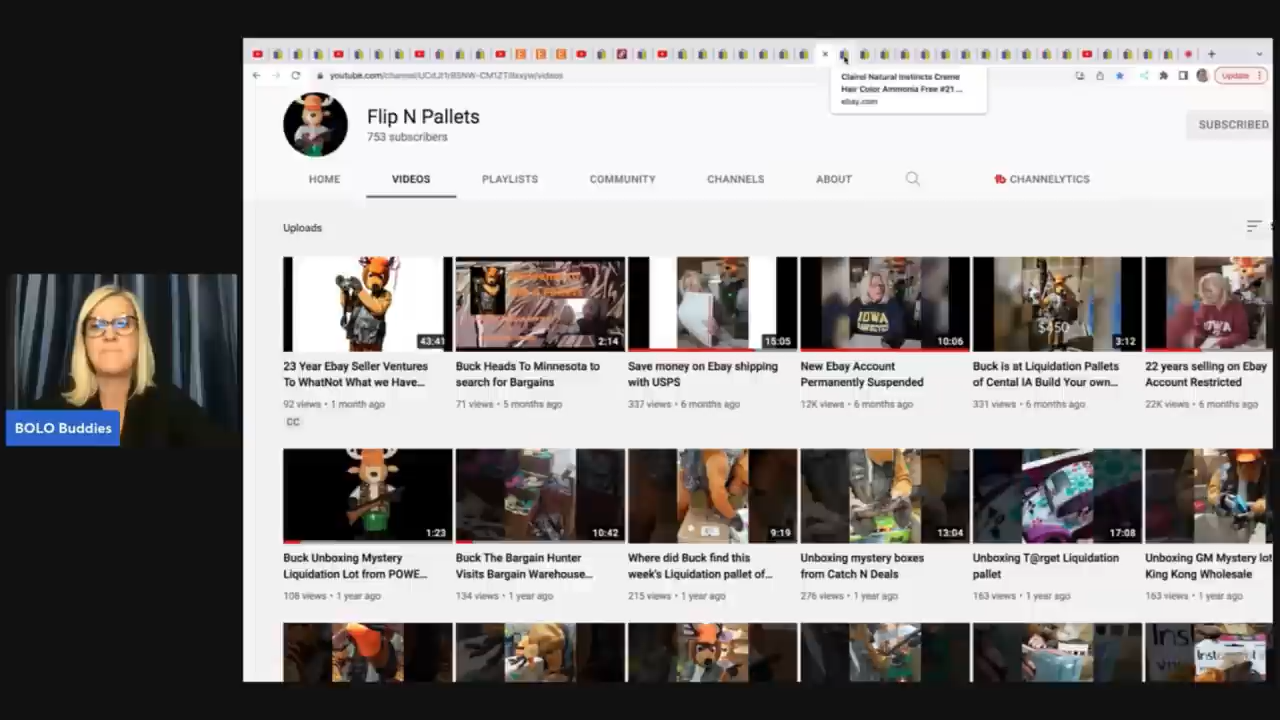 youtube.com/channel/
Update
Clairol Natural Instincts Creme
Hair Color Ammonia Free #21 ...
ebay.com
Flip N Pallets
753 subscribers
SUBSCRIBED
HOME VIDEOS PLAYLISTS COMMUNITY CHANNELS ABOUT CHANNELYTICS
Uploads
43:41 2:14 15:05 10:06 3:12
IOWA
$450
23 Year Ebay Seller Ventures
To WhatNot What we Have...
92 views • 1 month ago
CC
Buck Heads To Minnesota to
search for Bargains
71 views • 5 months ago
Save money on Ebay shipping
with USPS
337 views • 6 months ago
New Ebay Account
Permanently Suspended
12K views • 6 months ago
Buck is at Liquidation Pallets
of Cental IA Build Your own...
331 views • 6 months ago
22 years selling on Ebay
Account Restricted
22K views • 6 months ago
BOLO Buddies
1:23 10:42 9:19 13:04 17:08
Buck Unboxing Mystery
Liquidation Lot from POWE...
108 views • 1 year ago
Buck The Bargain Hunter
Visits Bargain Warehouse...
134 views • 1 year ago
Where did Buck find this
week's Liquidation pallet of...
215 views • 1 year ago
Unboxing mystery boxes
from Catch N Deals
276 views • 1 year ago
Unboxing T@rget Liquidation
pallet
163 views • 1 year ago
Unboxing GM Mystery lot
King Kong Wholesale
163 views • 1 year ago